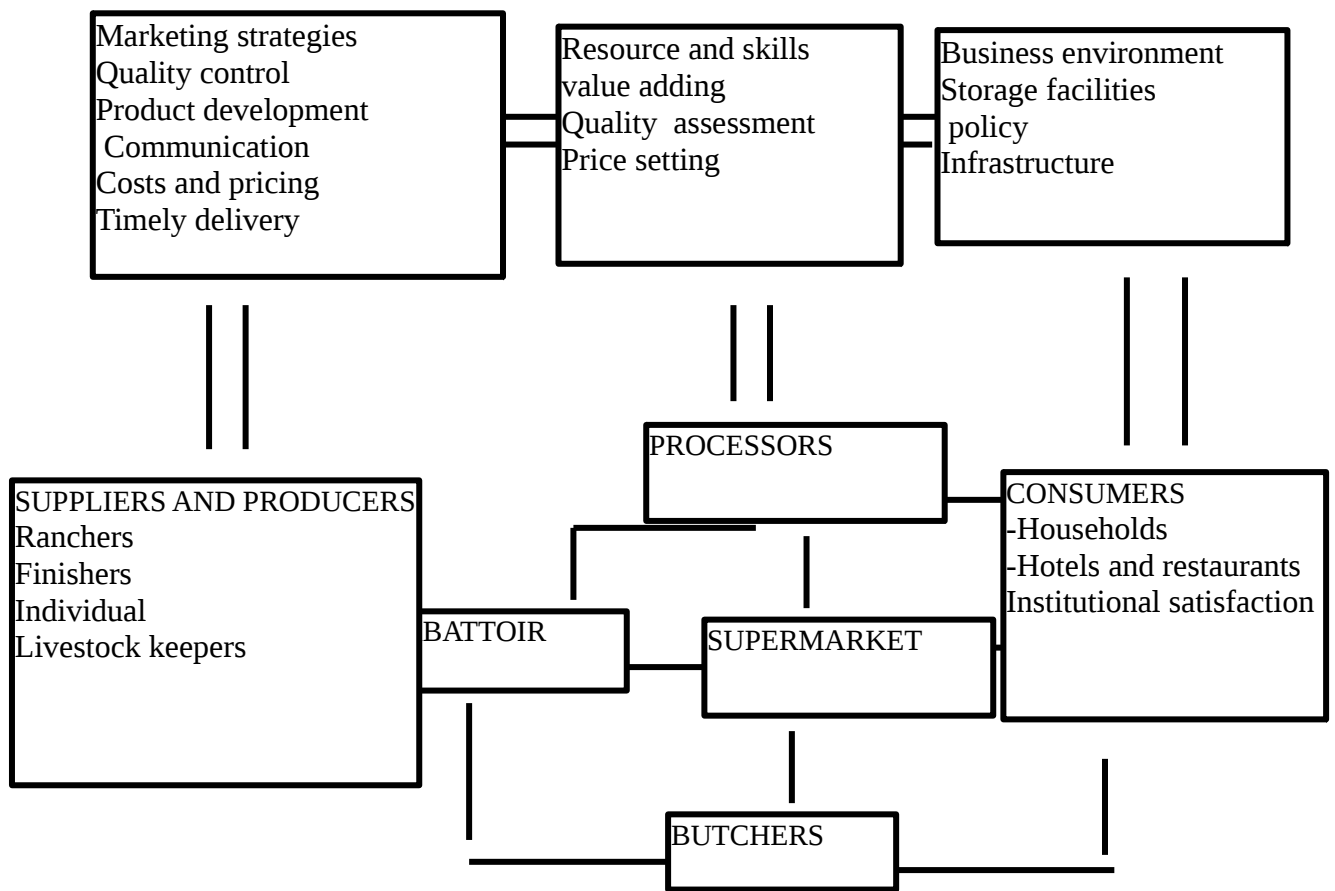 Marketing strategies
Quality control
Product development
Communication
Costs and pricing
Timely delivery
Resource and skills
value adding
Quality assessment
Price setting
Business environment
Storage facilities
policy
Infrastructure
PROCESSORS
SUPPLIERS AND PRODUCERS
Ranchers
Finishers
Individual
Livestock keepers
CONSUMERS
-Households
-Hotels and restaurants
Institutional satisfaction
BATTOIR
SUPERMARKET
BUTCHERS